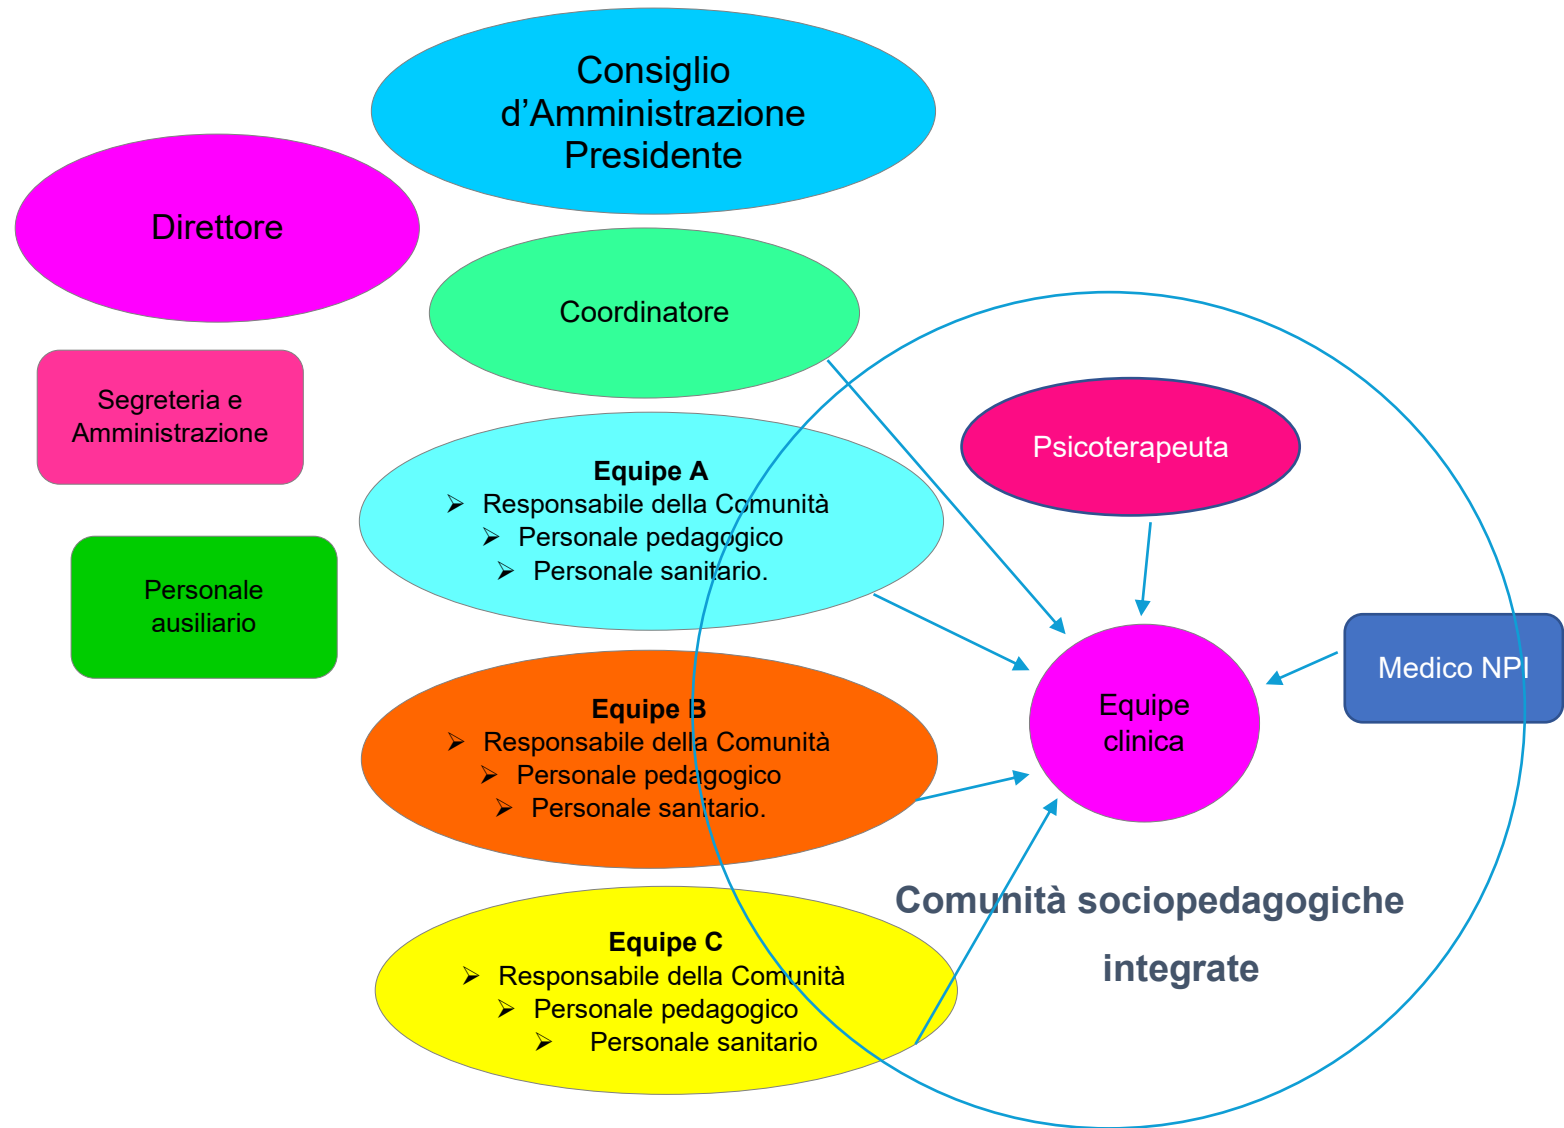 Consiglio
d’Amministrazione
Presidente
Direttore
Coordinatore
Segreteria e
Amministrazione
Psicoterapeuta
Equipe A
➢ Responsabile della Comunità
➢ Personale pedagogico
➢ Personale sanitario.
Personale
ausiliario
Medico NPI
Equipe
clinica
Equipe B
➢ Responsabile della Comunità
➢ Personale pedagogico
➢ Personale sanitario.
Comunità sociopedagogiche
integrate
Equipe C
➢ Responsabile della Comunità
➢ Personale pedagogico
➢ Personale sanitario